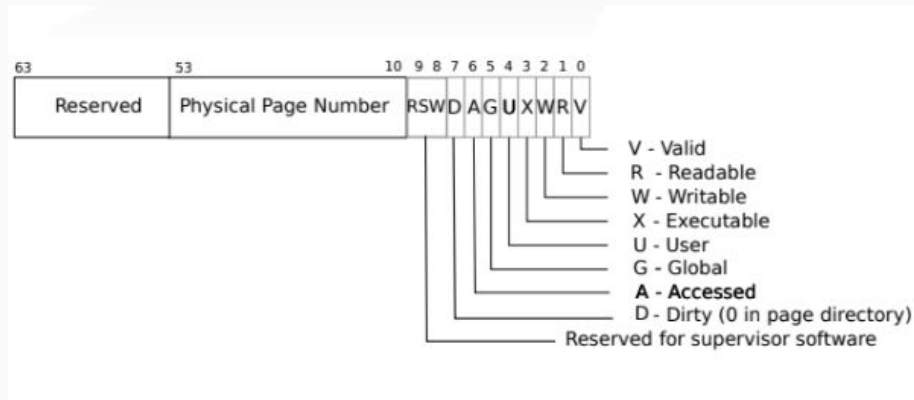 63 53 10 9 8 7 6 5 4 3 2 1 0
Reserved Physical Page Number RSW D A G U X W R V
V - Valid
R - Readable
W - Writable
X - Executable
U - User
G - Global
A - Accessed
D - Dirty (0 in page directory)
Reserved for supervisor software